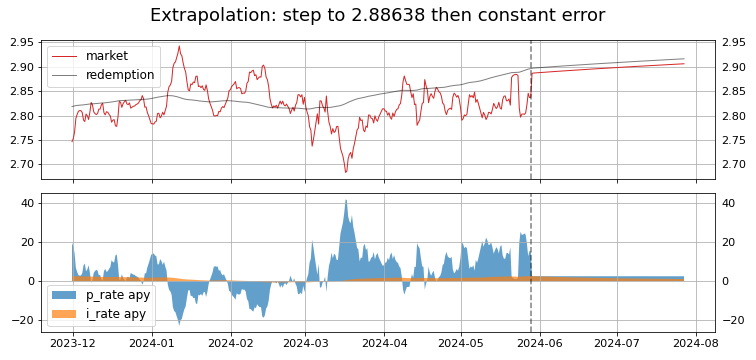 Extrapolation: step to 2.88638 then constant error
2.95 2.95
2.90 2.90
2.85 2.85
2.80 2.80
2.75 2.75
2.70 2.70
market
redemption
40 40
20 20
0 0
−20 −20
p_rate apy
i_rate apy
2023-12 2024-01 2024-02 2024-03 2024-04 2024-05 2024-06 2024-07 2024-08